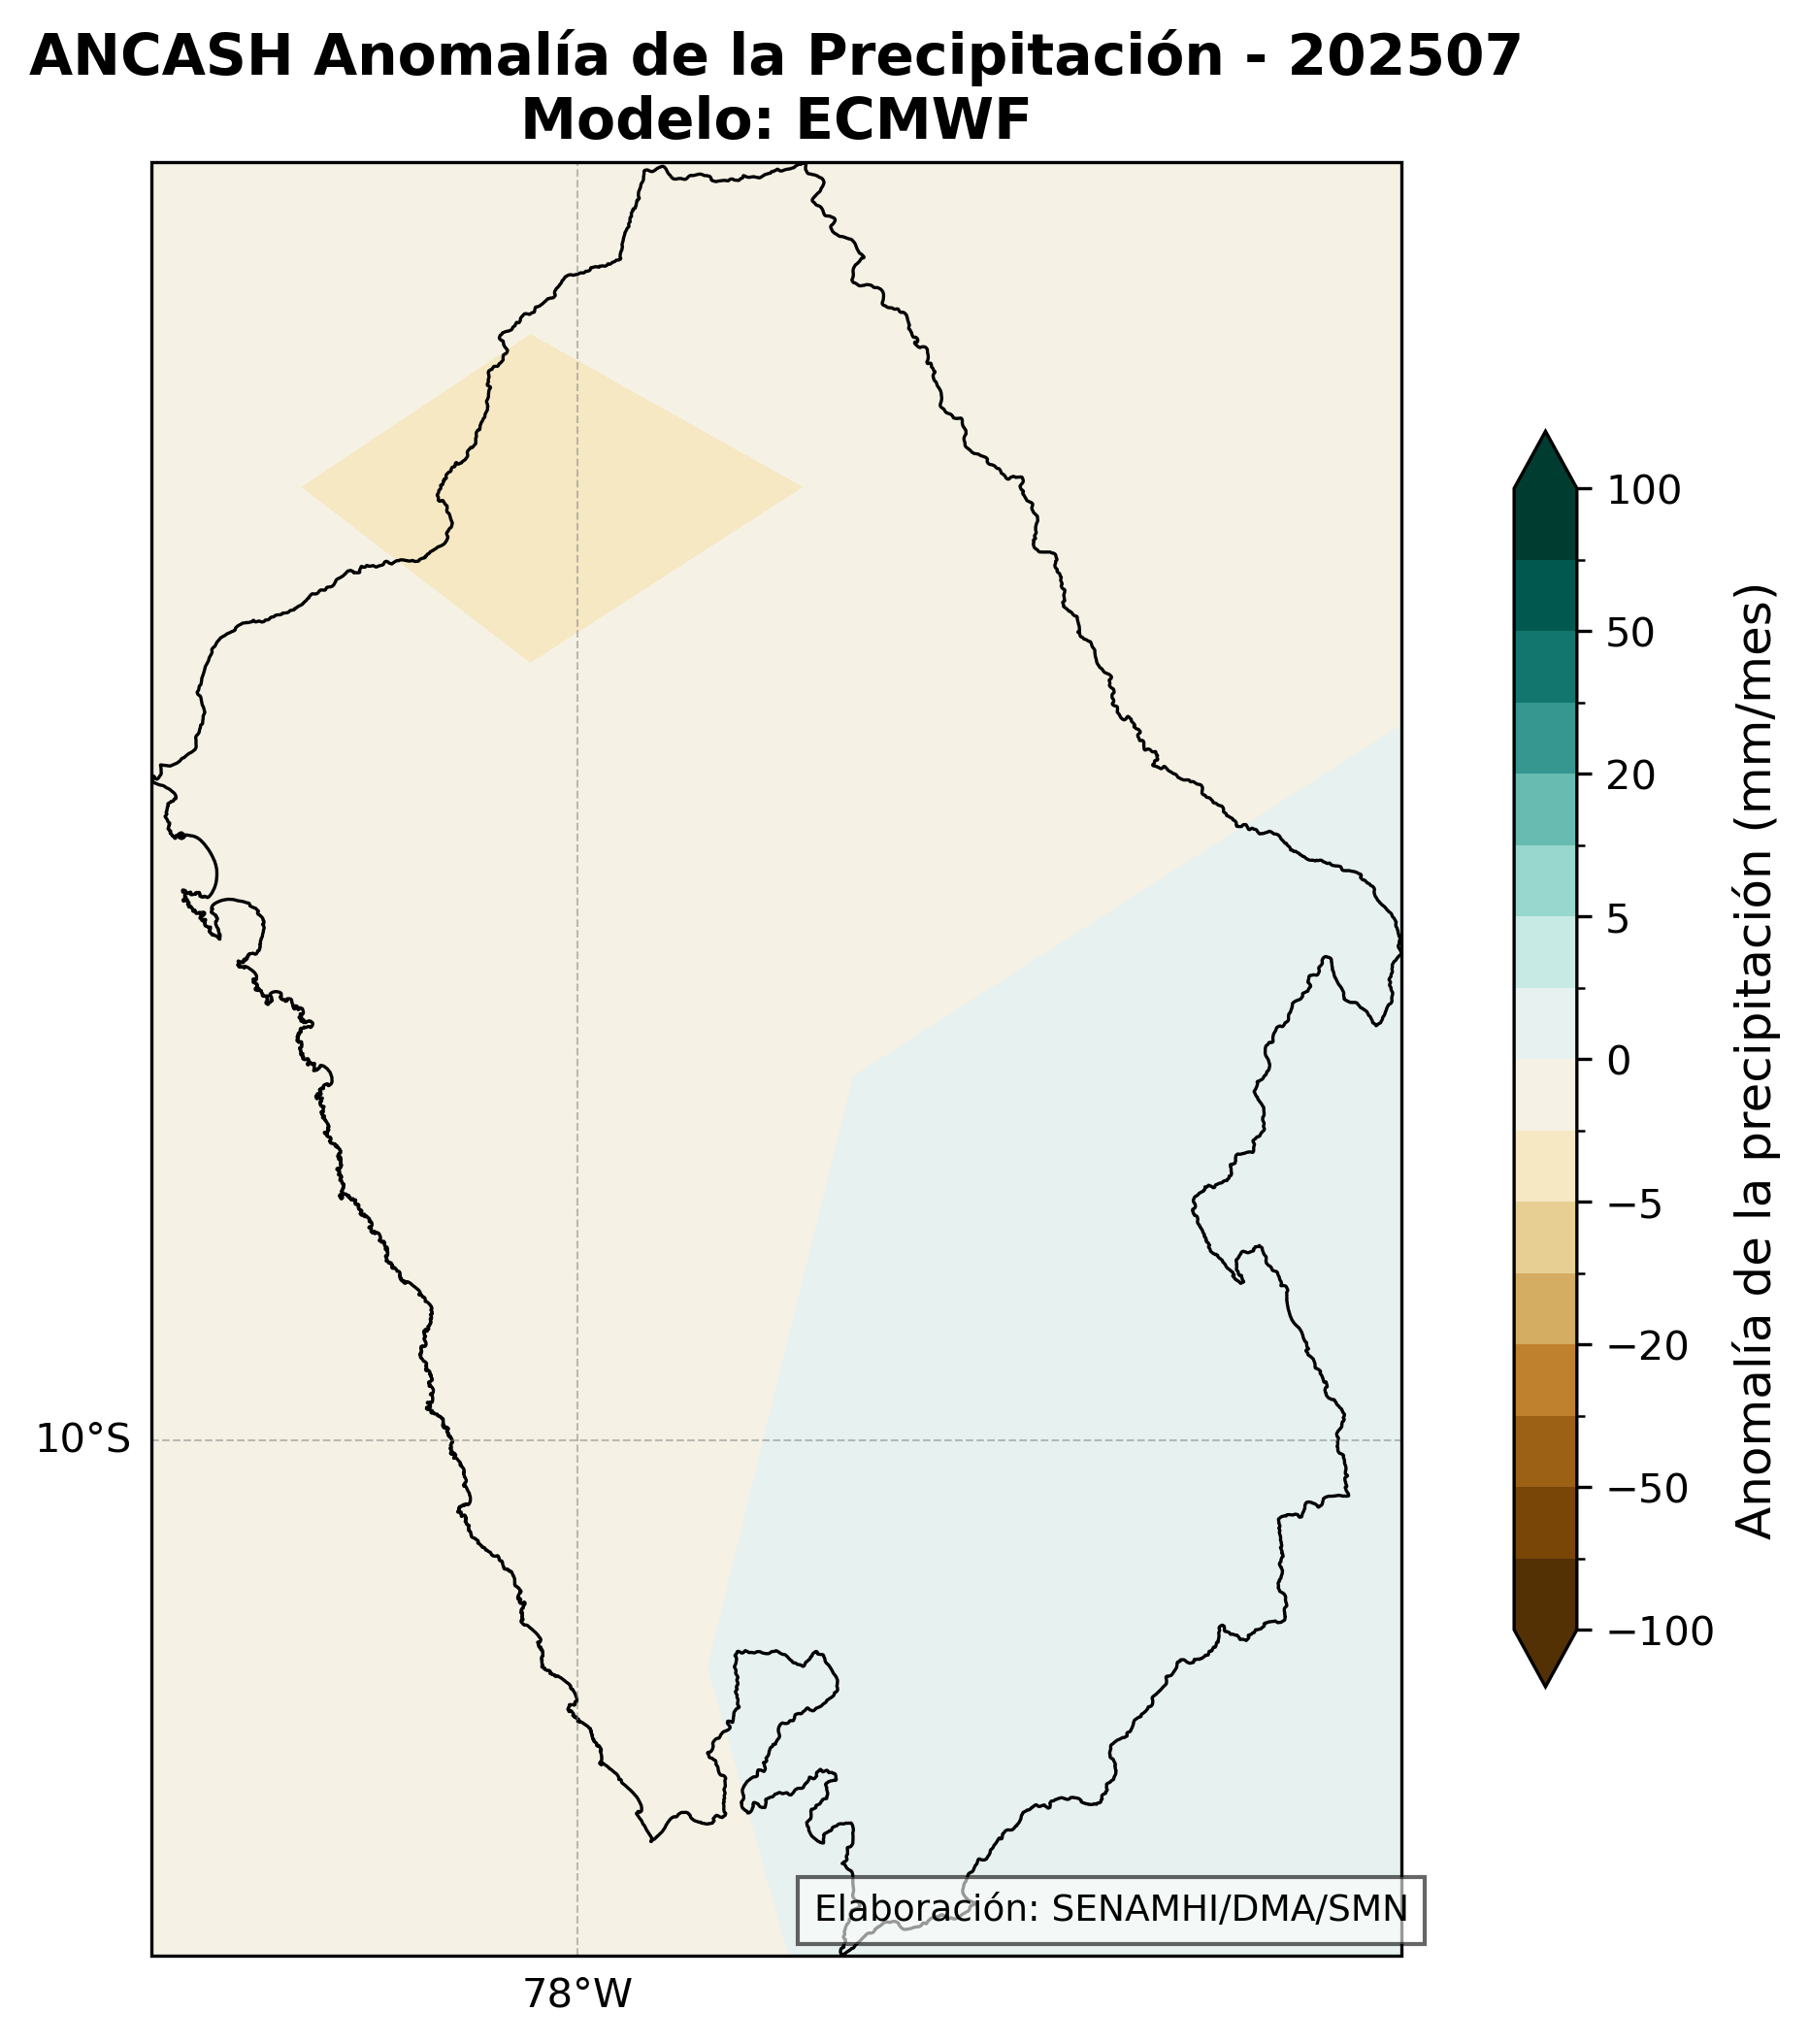 ANCASH Anomalía de la Precipitación - 202507
Modelo: ECMWF
100
50
20
5
0
−5
−20
−50
−100
Anomalía de la precipitación (mm/mes)
10°S
78°W
Elaboración: SENAMHI/DMA/SMN